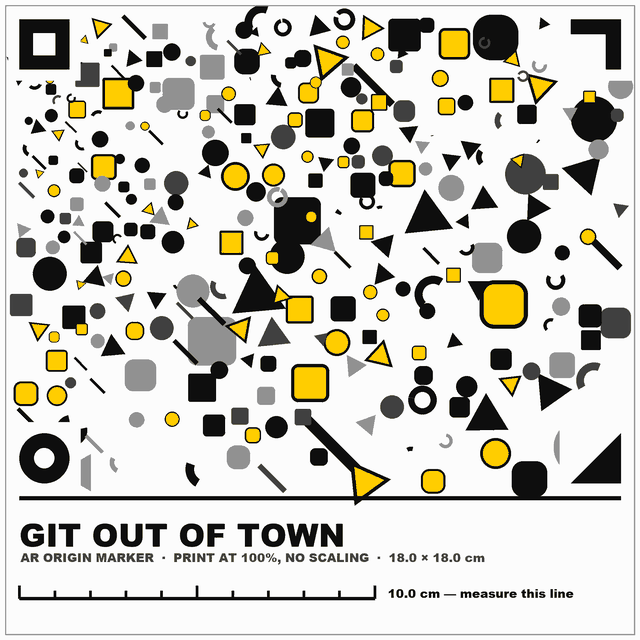 GIT OUT OF TOWN
AR ORIGIN MARKER · PRINT AT 100%, NO SCALING · 18.0 × 18.0 cm
10.0 cm — measure this line